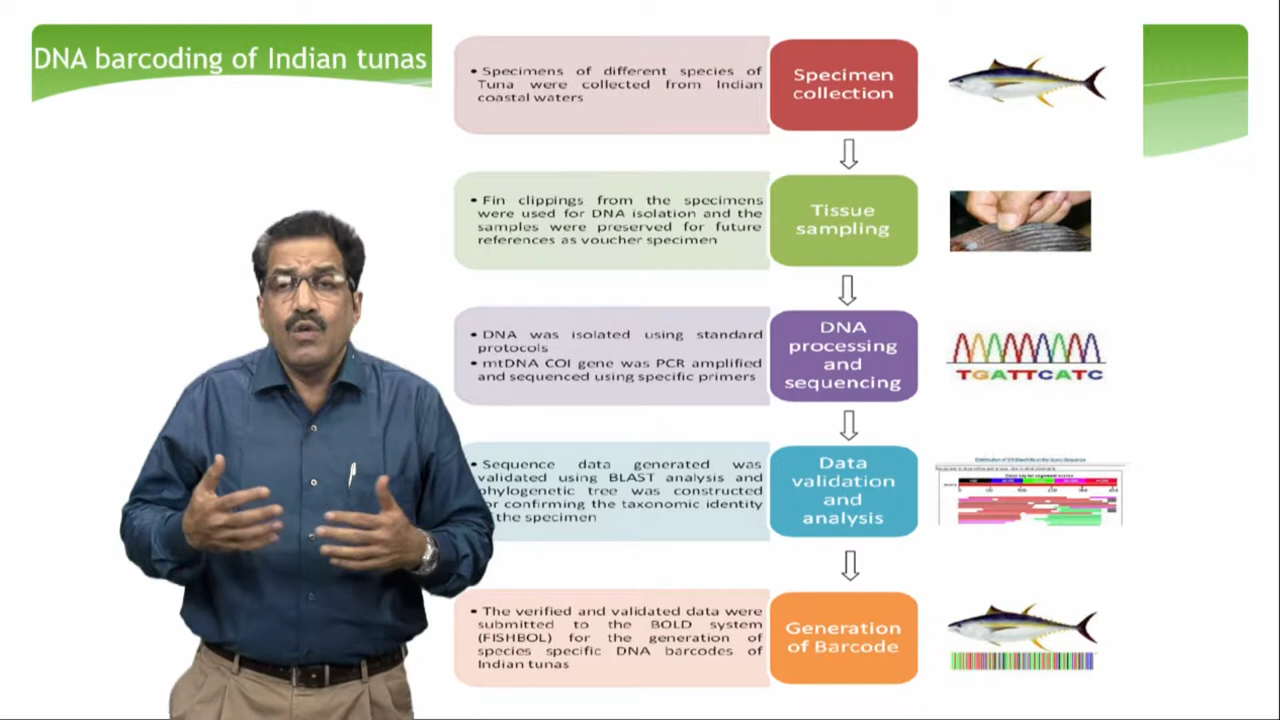 DNA barcoding of Indian tunas
• Specimens of different species of
Tuna were collected from Indian
coastal waters
Specimen
collection
• Fin clippings from the specimens
were used for DNA isolation and the
samples were preserved for future
references as voucher specimen
Tissue
sampling
• DNA was isolated using standard
protocols
• mtDNA COI gene was PCR amplified
and sequenced using specific primers
DNA
processing
and
sequencing
TGATTCATC
• Sequence data generated was
validated using BLAST analysis and
phylogenetic tree was constructed
or confirming the taxonomic identity
the specimen
Data
validation
and
analysis
• The verified and validated data were
submitted to the BOLD system
(FISHBOL) for the generation of
species specific DNA barcodes of
Indian tunas
Generation
of Barcode